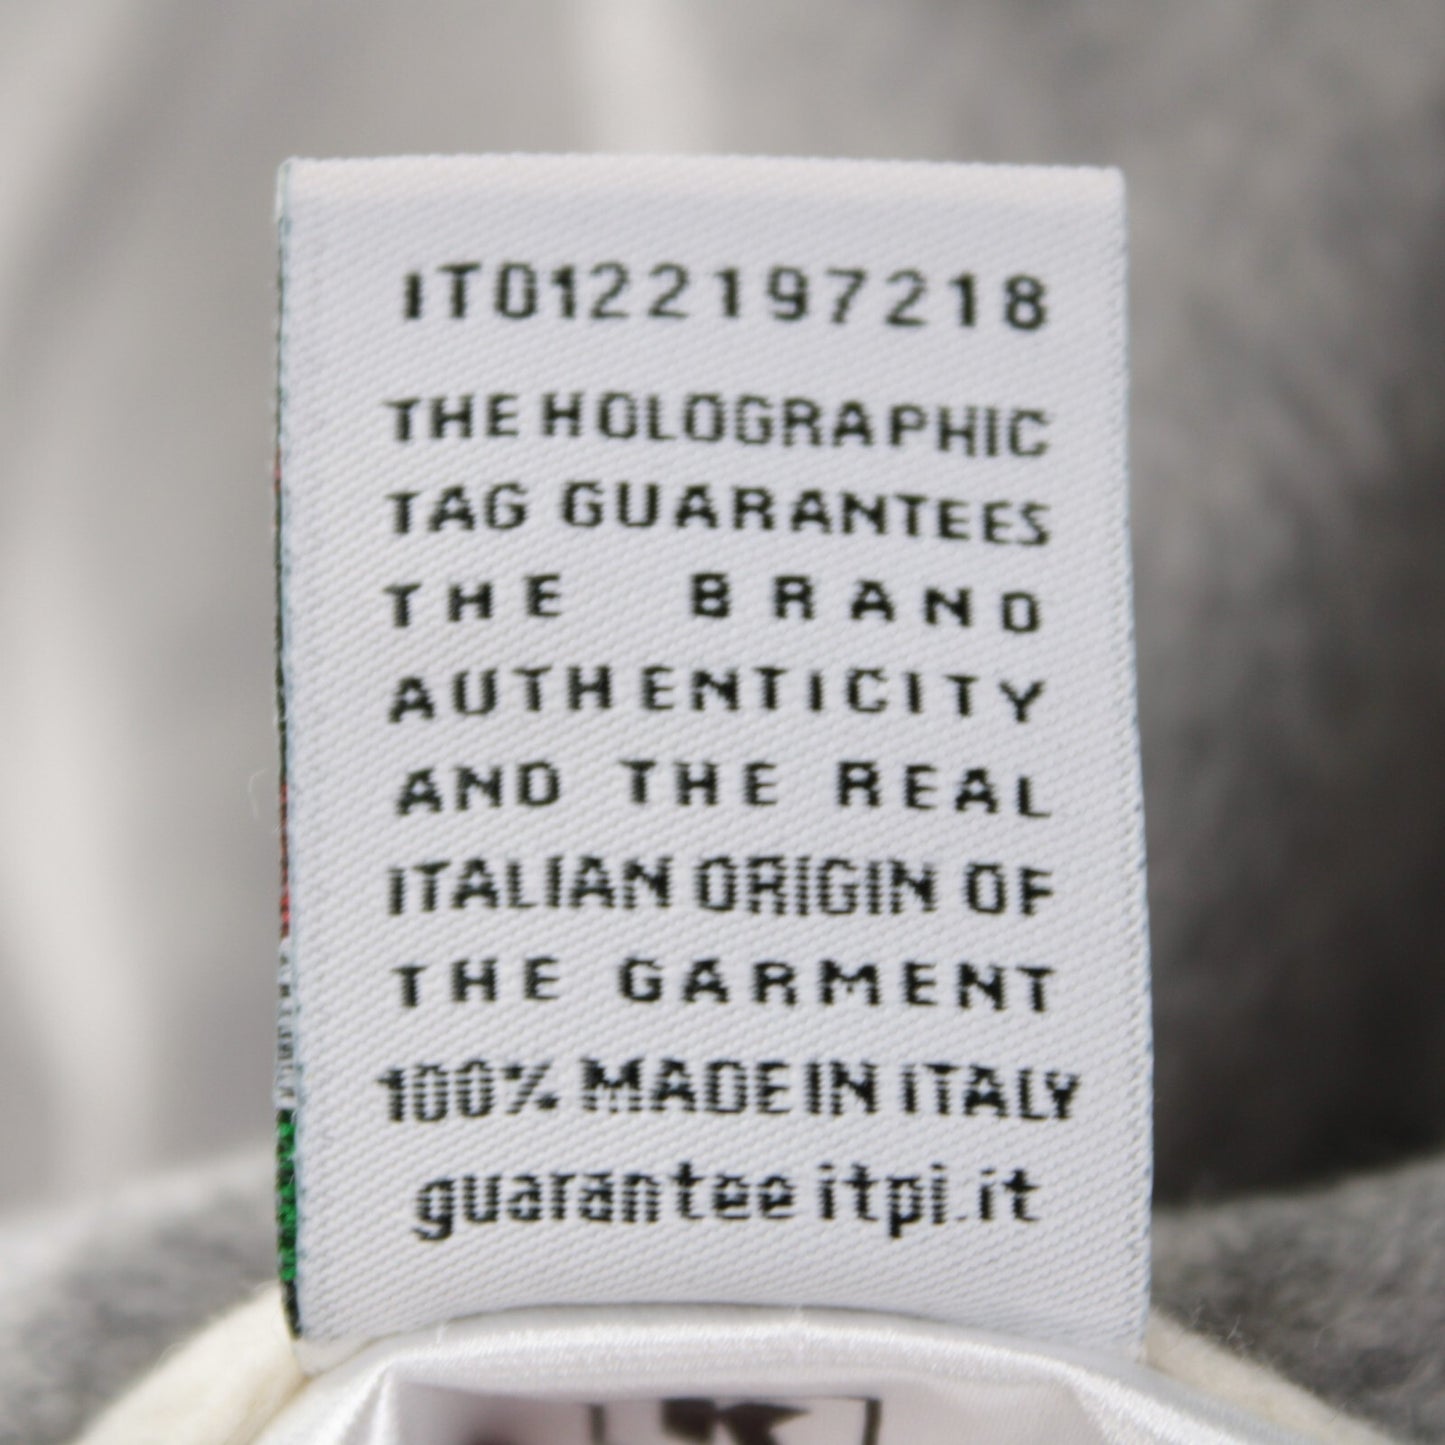 IT0122197218
THE HOLOGRAPHIC
TAG GUARANTEES
THE BRAND
AUTHENTICITY
AND THE REAL
ITALIAN ORIGIN OF
THE GARMENT
100% MADE IN ITALY
guarantee itpi.it